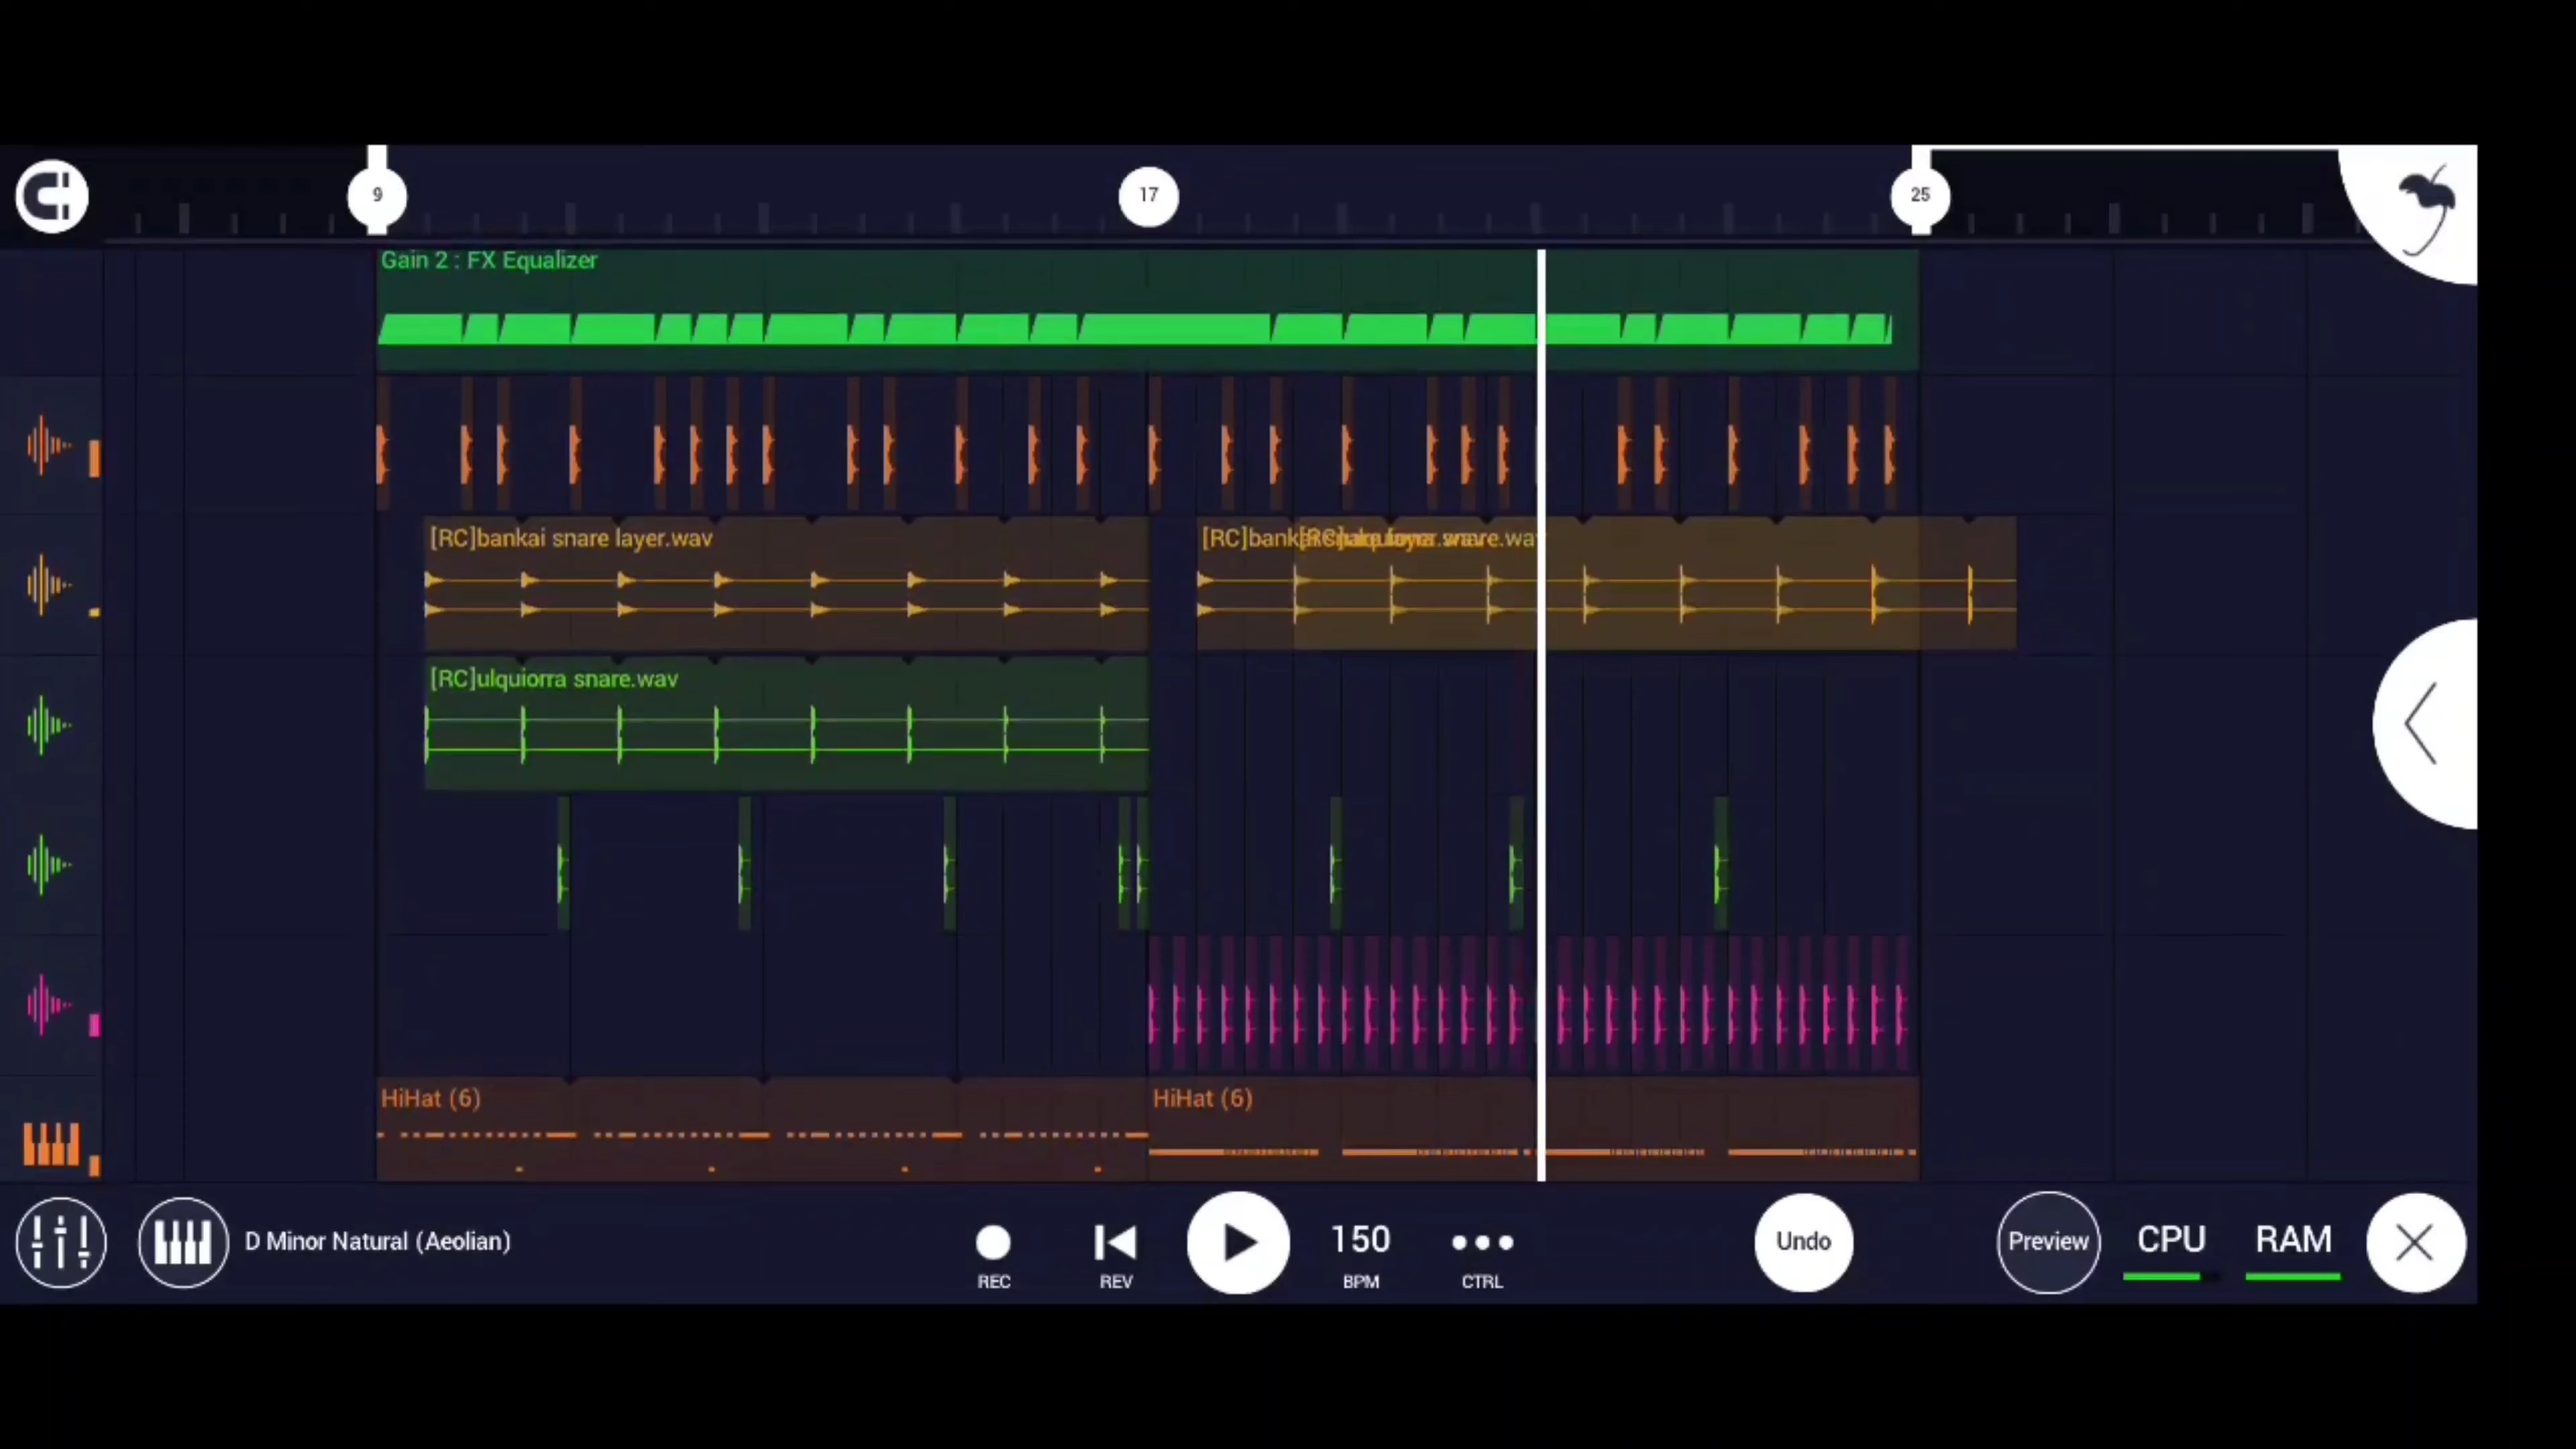 9
17
25
Gain 2 : FX Equalizer
[RC]bankai snare layer.wav
[RC]ulquiorra snare.wav
HiHat (6)
HiHat (6)
D Minor Natural (Aeolian)
REC
REV
150
BPM
CTRL
Undo
Preview
CPU
RAM